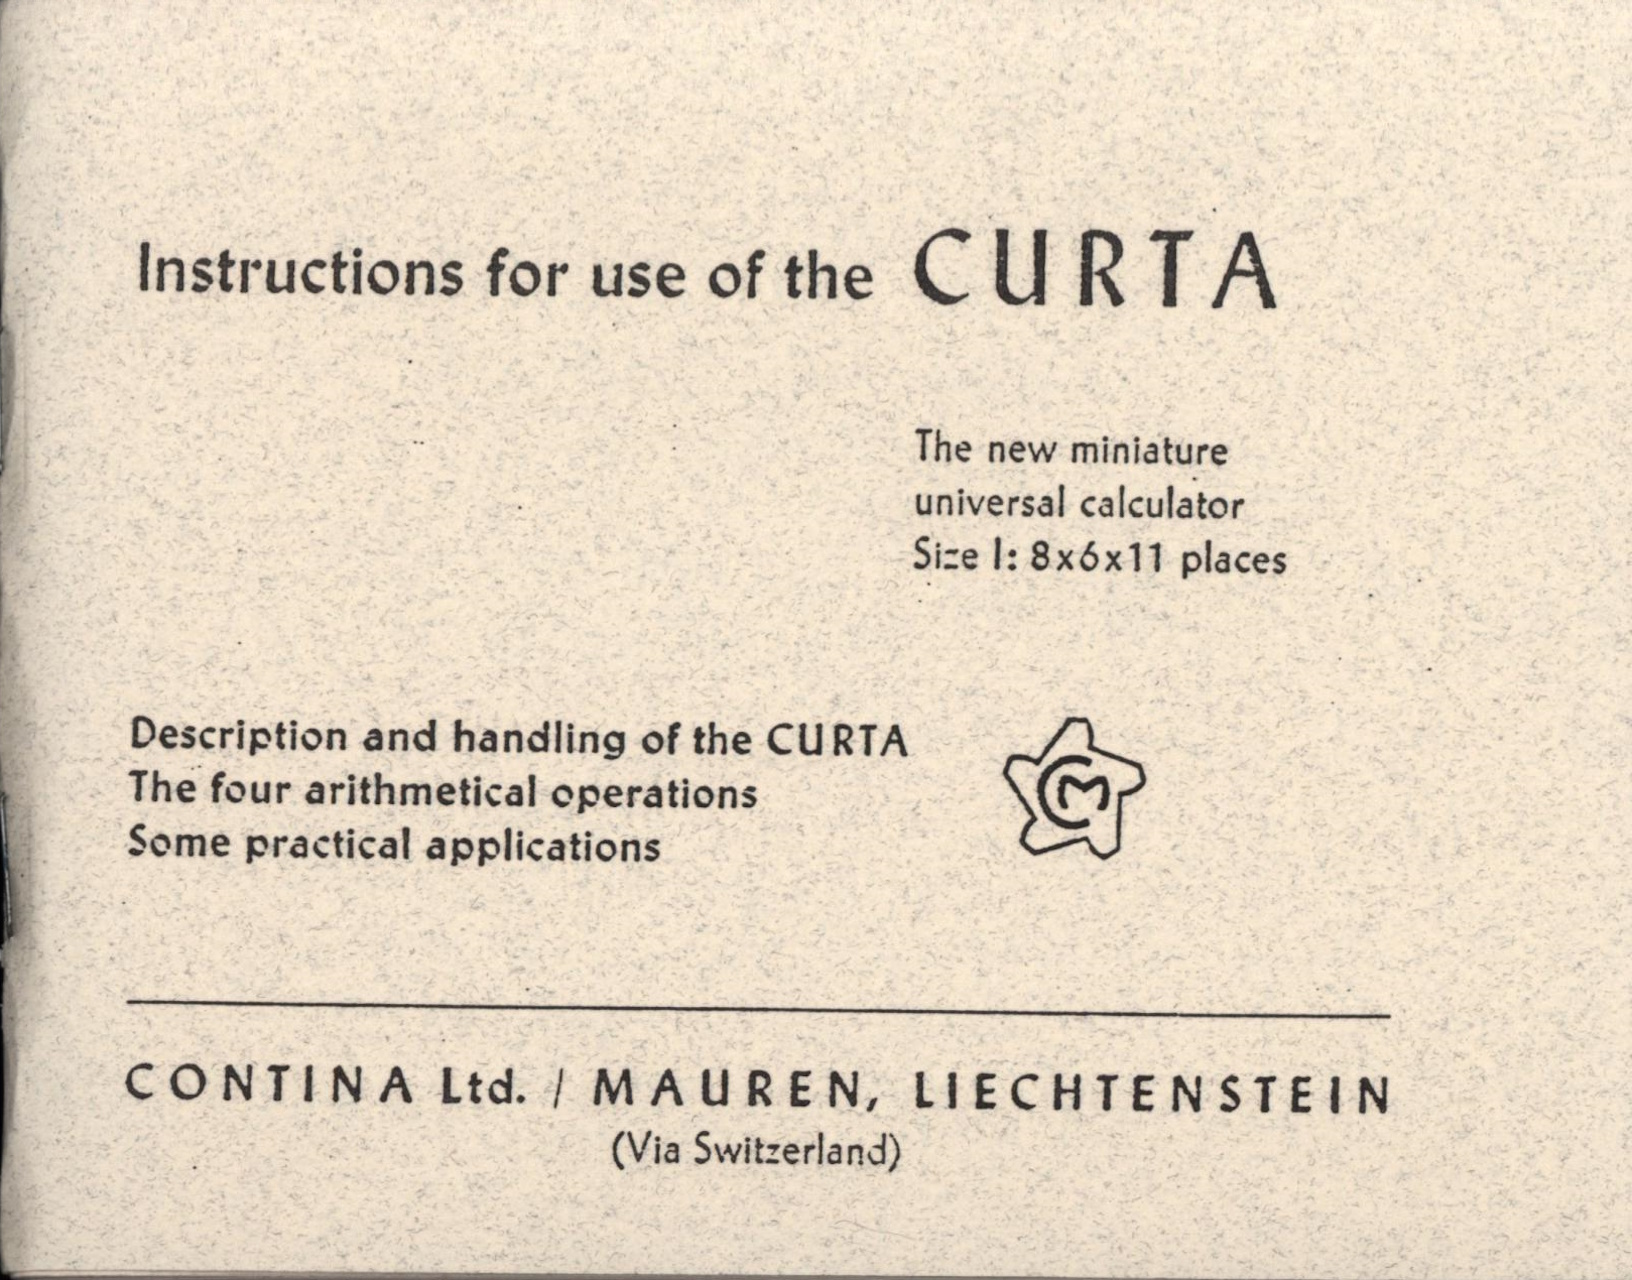 Instructions for use of the CURTA
The new miniature
universal calculator
Size I: 8x6x11 places
Description and handling of the CURTA
The four arithmetical operations
Some practical applications
CM
CONTINA Ltd. / MAUREN, LIECHTENSTEIN
(Via Switzerland)